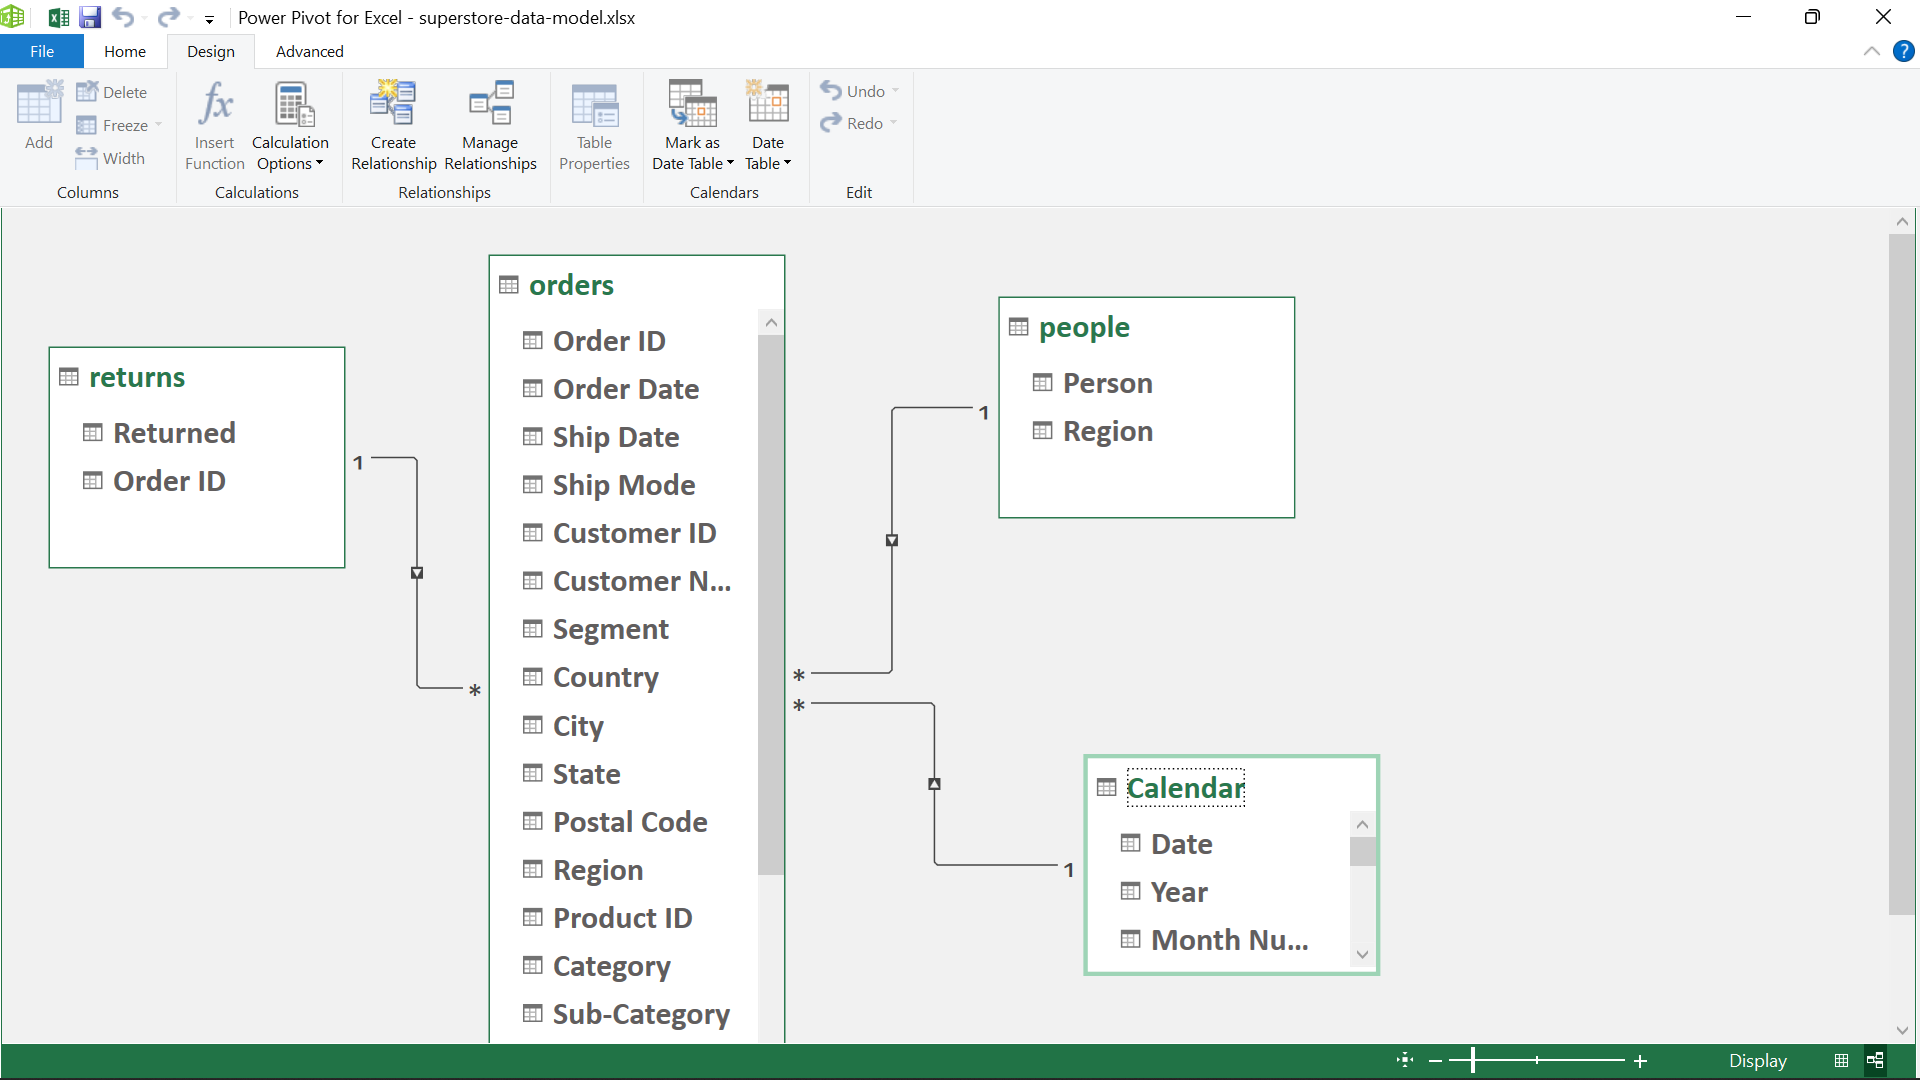 Power Pivot for Excel - superstore-data-model.xlsx
File Home Design Advanced
Add
Delete
Freeze
Width
Columns
Insert Function
Calculation Options
Calculations
Create Relationship
Manage Relationships
Relationships
Table Properties
Mark as Date Table
Date Table
Calendars
Undo
Redo
Edit
returns
Returned
Order ID
1
*
orders
Order ID
Order Date
Ship Date
Ship Mode
Customer ID
Customer N...
Segment
Country
City
State
Postal Code
Region
Product ID
Category
Sub-Category
*
*
1
people
Person
Region
1
Calendar
Date
Year
Month Nu...
Display